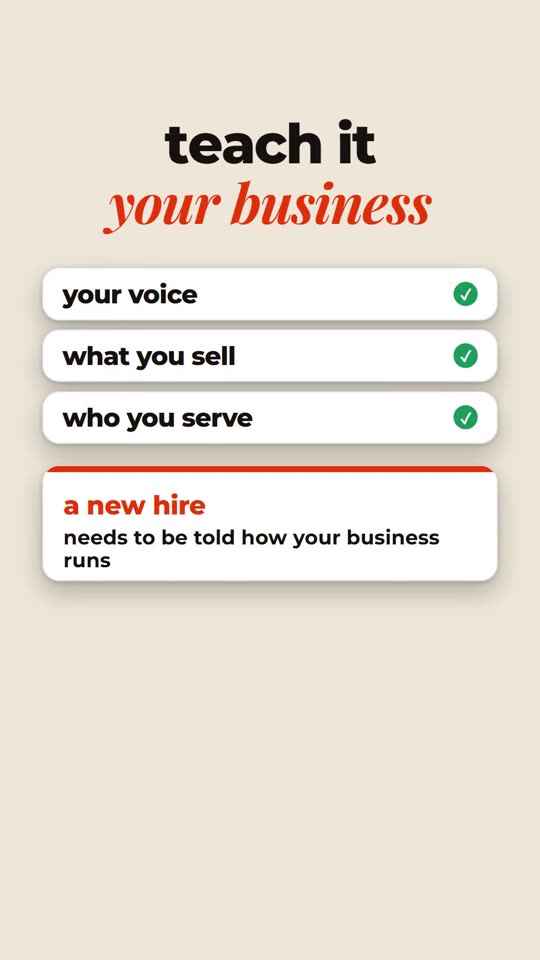 teach it
your business
your voice
what you sell
who you serve
a new hire
needs to be told how your business
runs